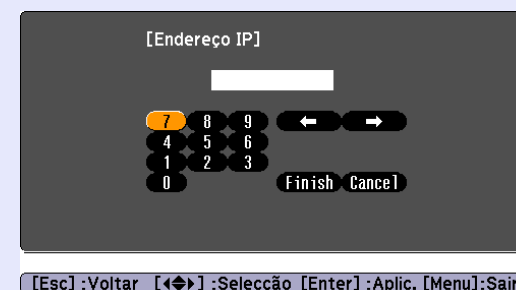 [Endereço IP]
7 8 9 ← →
4 5 6
1 2 3
0 Finish Cancel
[Esc] :Voltar [◀◆▶] :Selecção [Enter] :Aplic. [Menu]:Sair